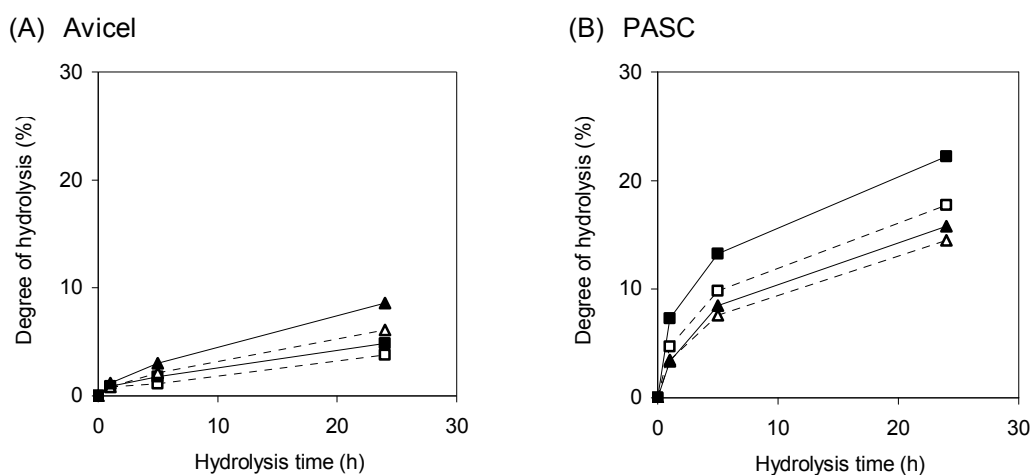 (A) Avicel
30
20
10
0
0 10 20 30
Degree of hydrolysis (%)
Hydrolysis time (h)
(B) PASC
30
20
10
0
0 10 20 30
Degree of hydrolysis (%)
Hydrolysis time (h)